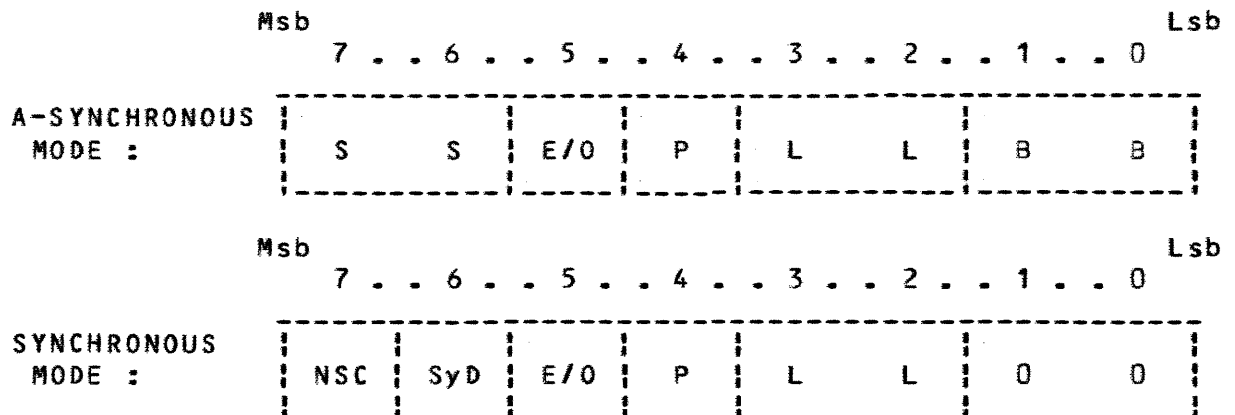 Msb Lsb
7 . . 6 . . 5 . . 4 . . 3 . . 2 . . 1 . . 0
A-SYNCHRONOUS
MODE : S S E/O P L L B B
Msb Lsb
7 . . 6 . . 5 . . 4 . . 3 . . 2 . . 1 . . 0
SYNCHRONOUS
MODE : NSC SyD E/O P L L 0 0